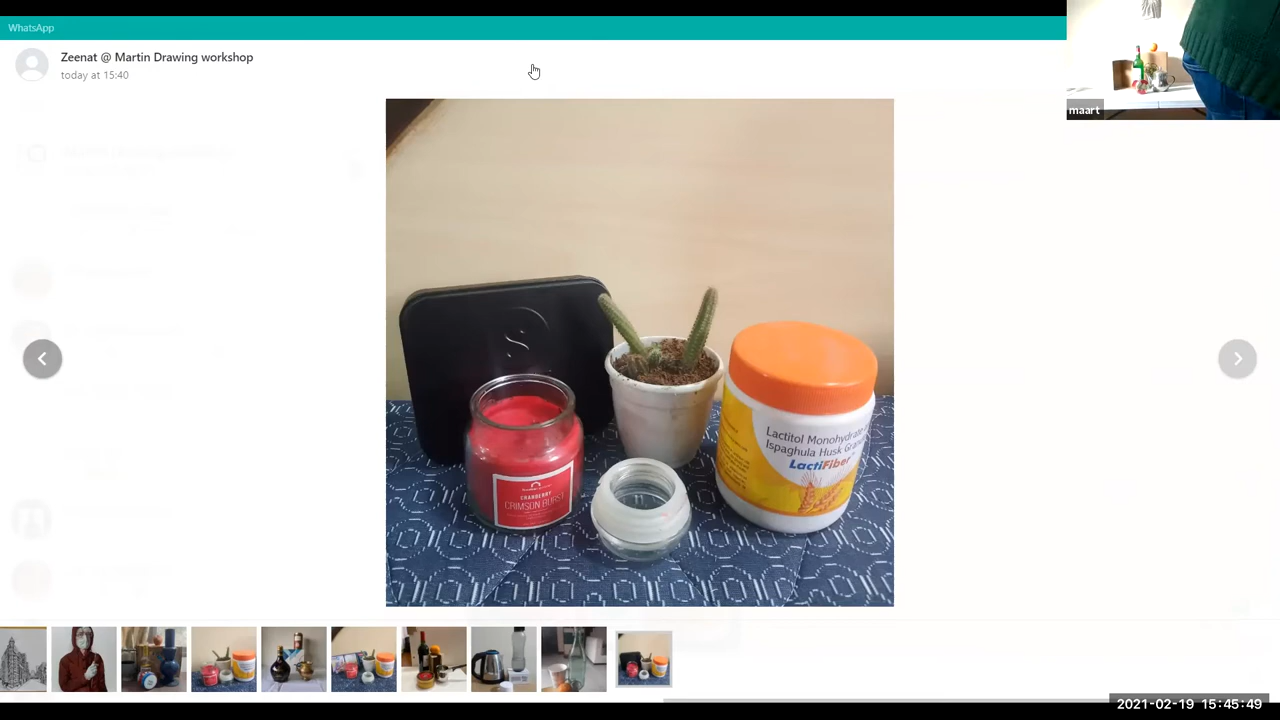 WhatsApp
Zeenat @ Martin Drawing workshop
today at 15:40
maart
S
Lactitol Monohydrate
Ispaghula Husk
LactiFiber
CRANBERRY
CRIMSON BURST
2021-02-19 15:45:49